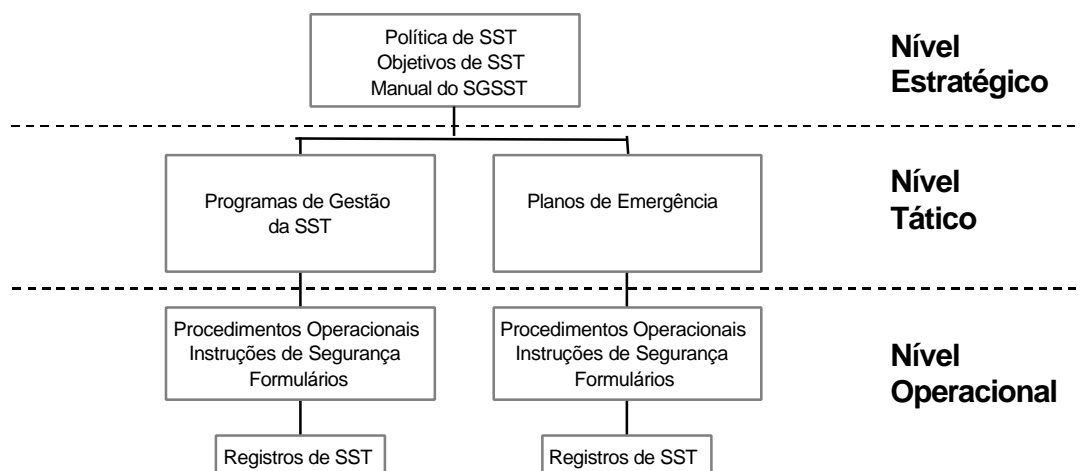 Política de SST
Objetivos de SST
Manual do SGSST
Nível
Estratégico
Programas de Gestão
da SST
Planos de Emergência
Nível
Tático
Procedimentos Operacionais
Instruções de Segurança
Formulários
Procedimentos Operacionais
Instruções de Segurança
Formulários
Nível
Operacional
Registros de SST
Registros de SST